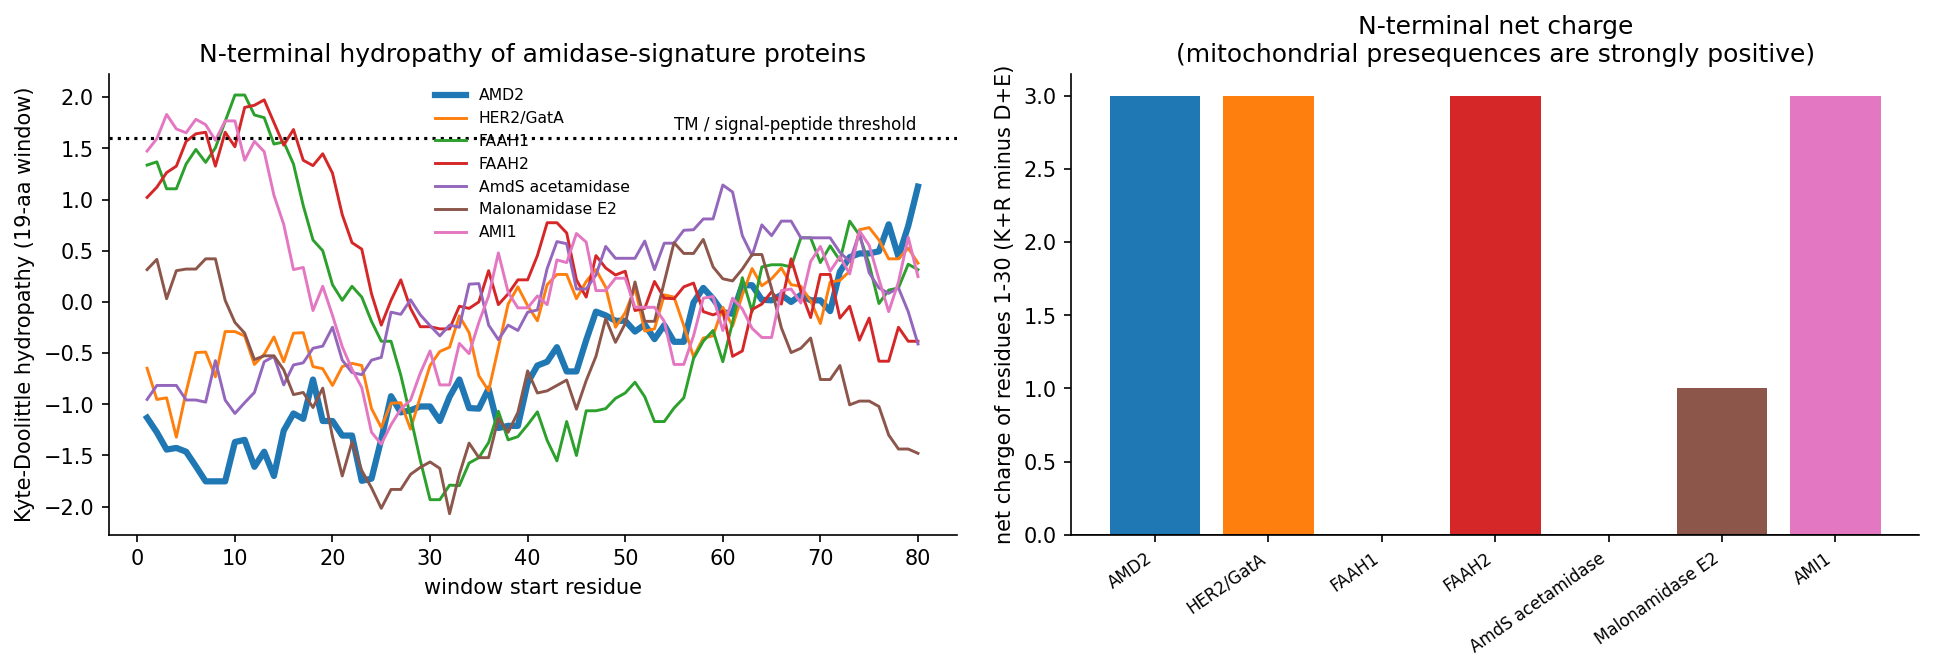 N-terminal hydropathy of amidase-signature proteins
Kyte-Doolittle hydropathy (19-aa window)
2.0
1.5
1.0
0.5
0.0
−0.5
−1.0
−1.5
−2.0
AMD2
HER2/GatA
FAAH1
FAAH2
AmdS acetamidase
Malonamidase E2
AMI1
TM / signal-peptide threshold
0 10 20 30 40 50 60 70 80
window start residue
N-terminal net charge
(mitochondrial presequences are strongly positive)
net charge of residues 1-30 (K+R minus D+E)
3.0
2.5
2.0
1.5
1.0
0.5
0.0
AMD2
HER2/GatA
FAAH1
FAAH2
AmdS acetamidase
Malonamidase E2
AMI1